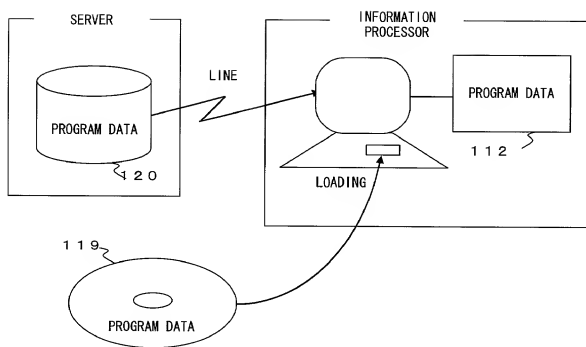 SERVER
INFORMATION
PROCESSOR
LINE
PROGRAM DATA
PROGRAM DATA
１２０
１１２
LOADING
１１９
PROGRAM DATA